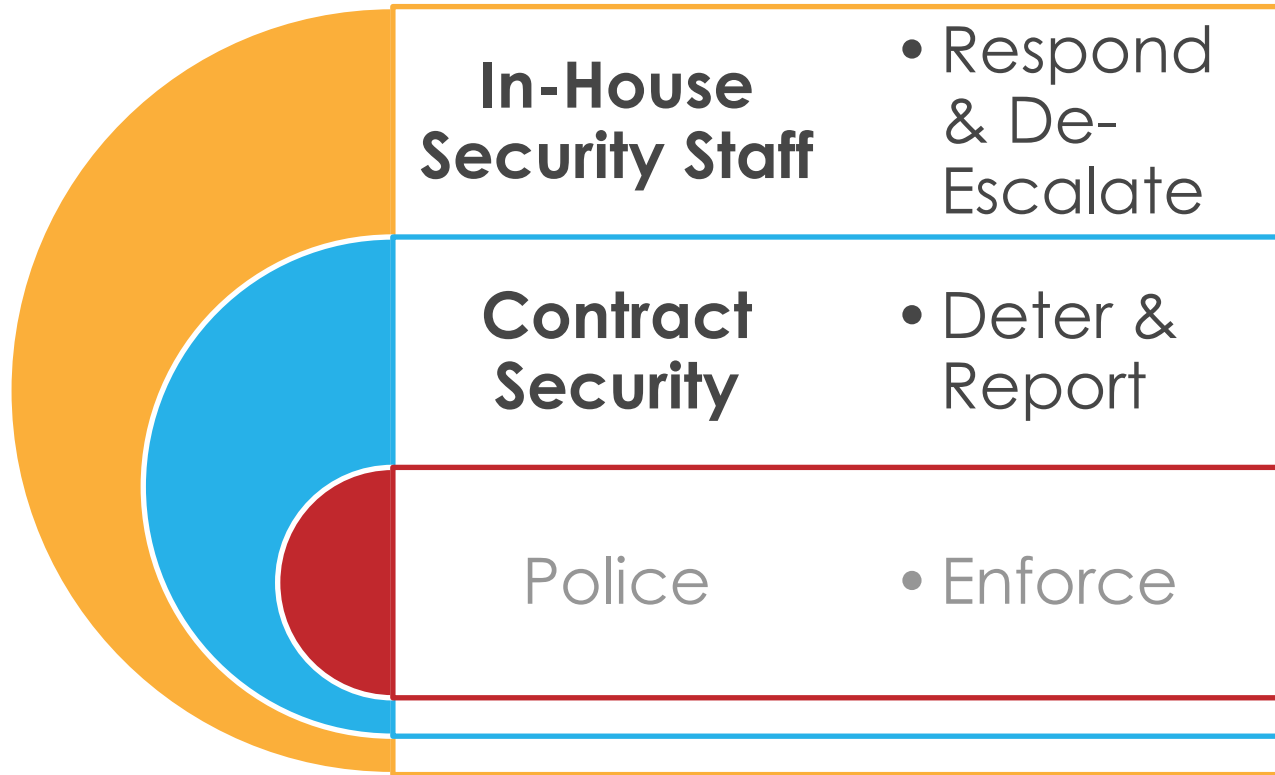 In-House
Security Staff
• Respond
& De-
Escalate
Contract
Security
• Deter &
Report
Police
• Enforce